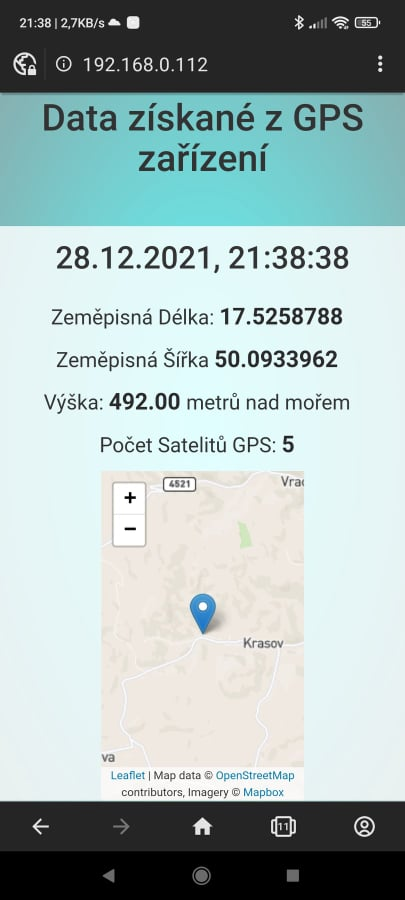 21:38 | 2,7KB/s
55
192.168.0.112
Data získané z GPS
zařízení
28.12.2021, 21:38:38
Zeměpisná Délka: 17.5258788
Zeměpisná Šířka 50.0933962
Výška: 492.00 metrů nad mořem
Počet Satelitů GPS: 5
4521
Vrac
+
−
Krasov
va
Leaflet | Map data © OpenStreetMap
contributors, Imagery © Mapbox
11